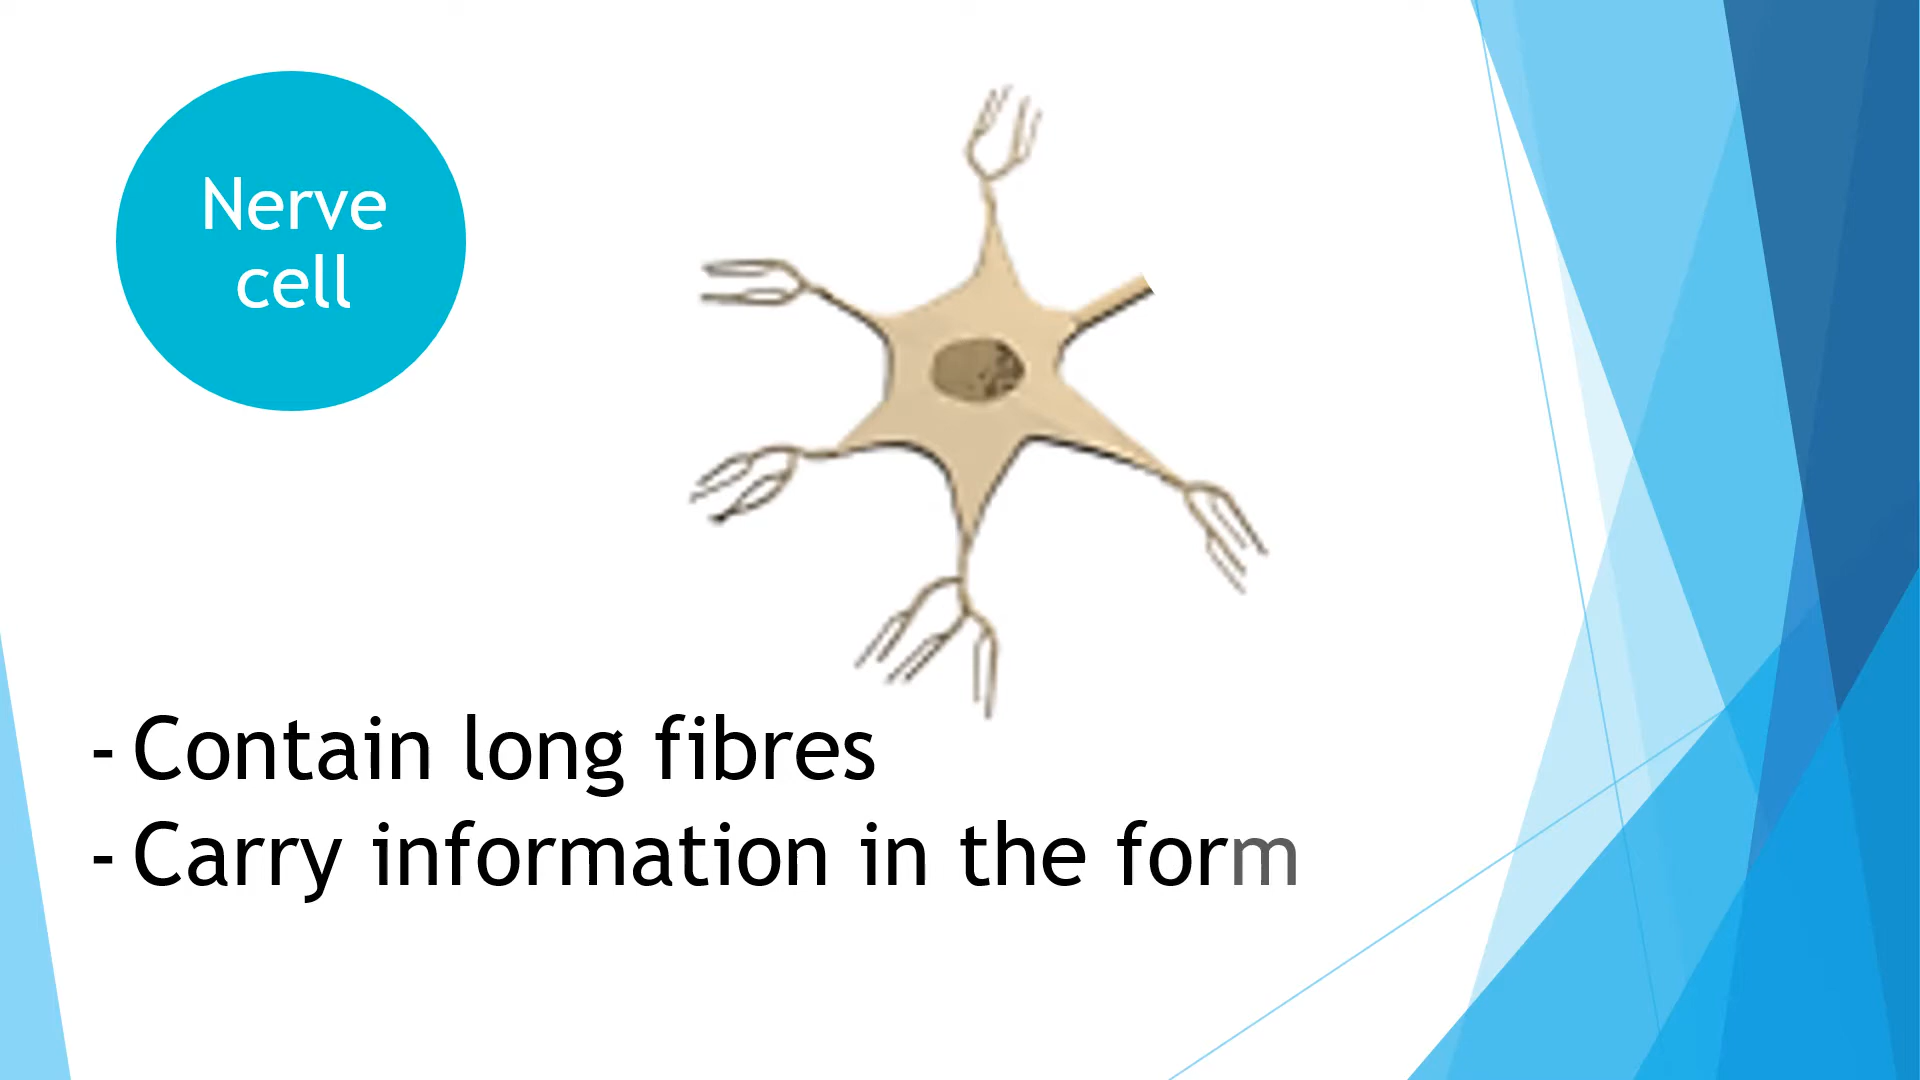 Nerve
cell
- Contain long fibres
- Carry information in the form